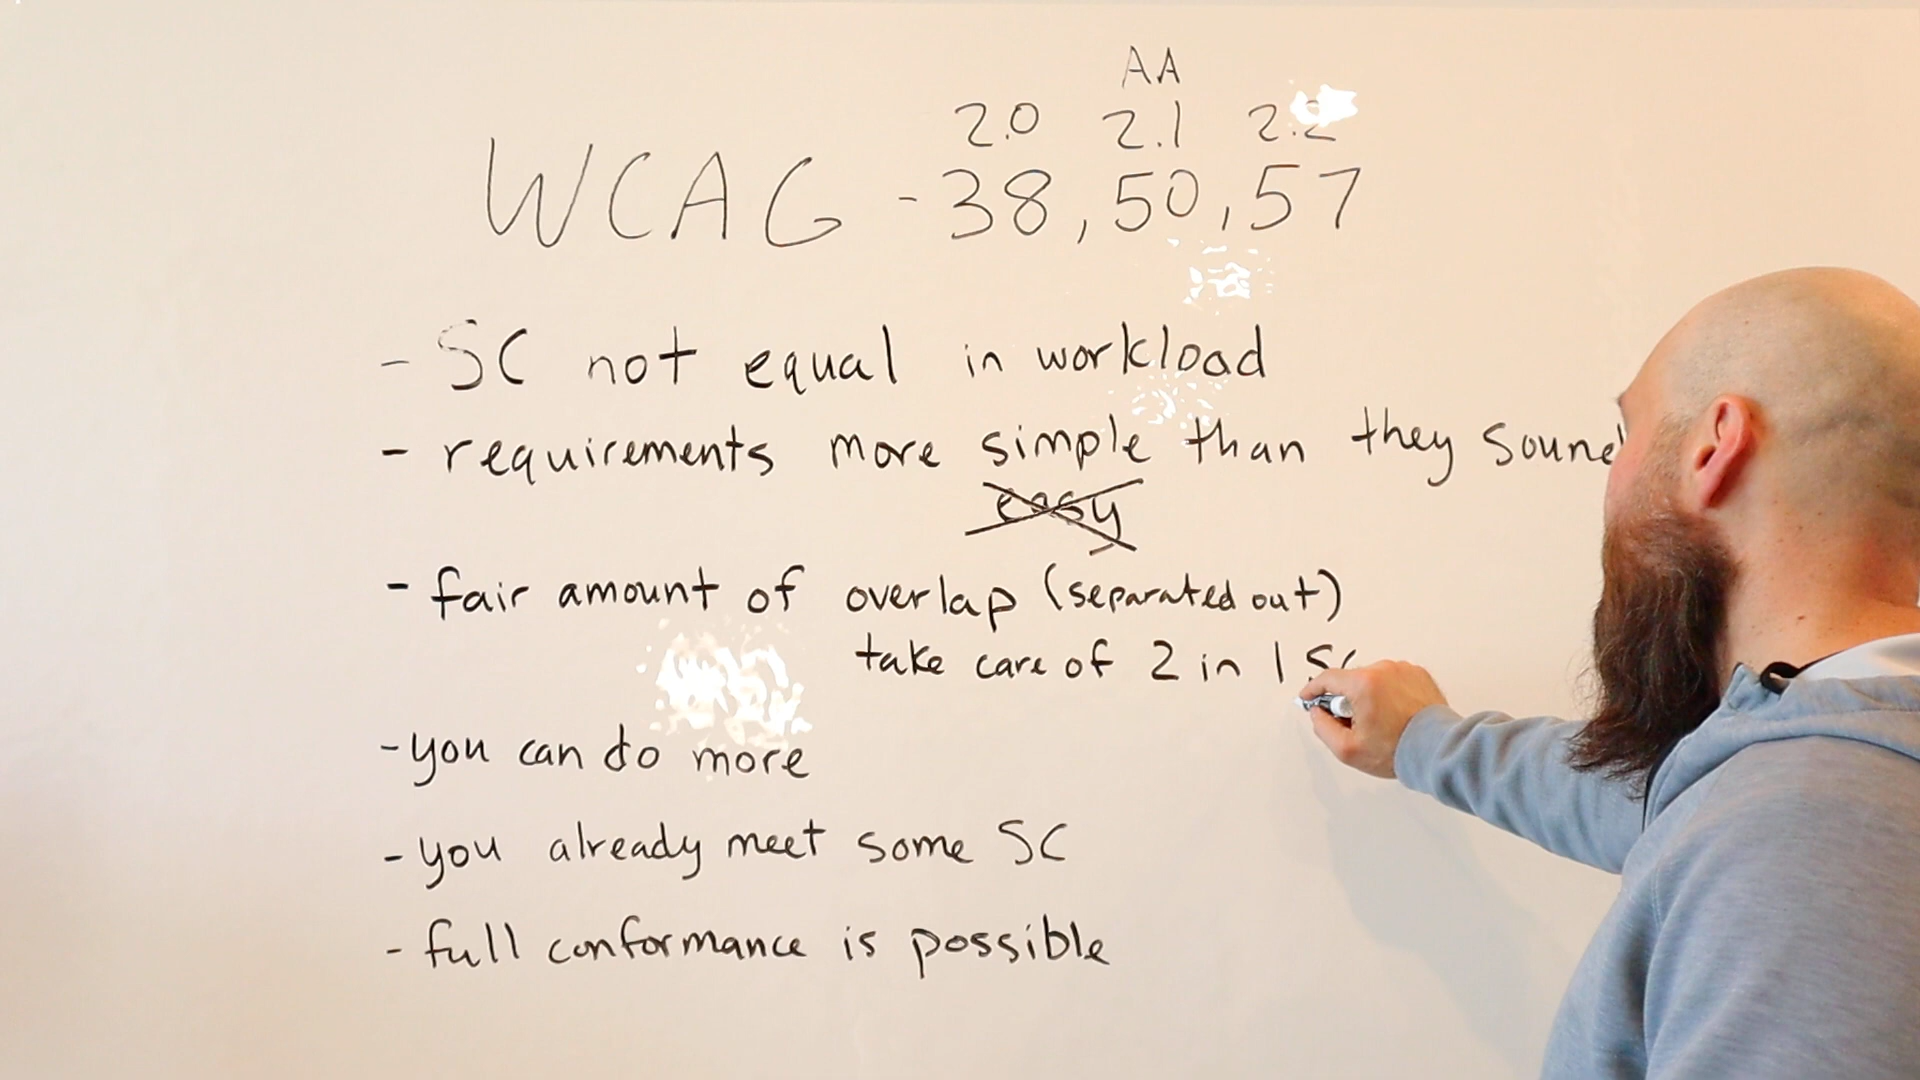 AA
2.0 2.1 2.2
WCAG - 38, 50, 57
- SC not equal in workload
- requirements more simple than they sound
easy
- fair amount of overlap (separated out)
take care of 2 in 1 SC
- you can do more
- you already meet some SC
- full conformance is possible